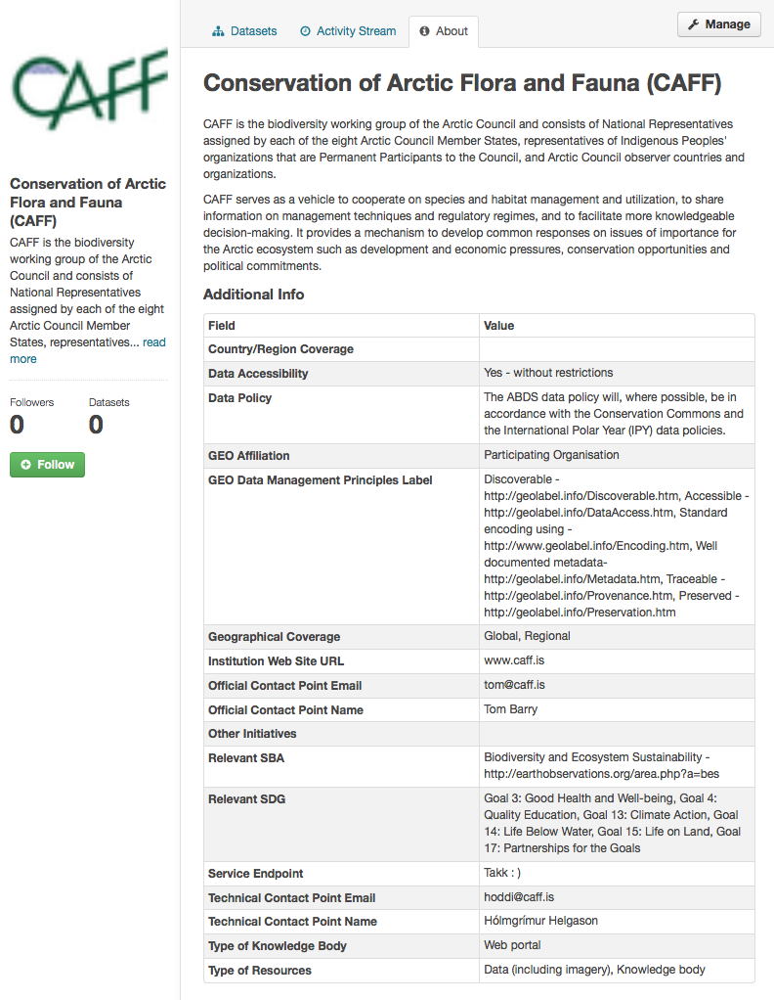 CAFF
Conservation of Arctic
Flora and Fauna
(CAFF)
CAFF is the biodiversity
working group of the Arctic
Council and consists of
National Representatives
assigned by each of the eight
Arctic Council Member
States, representatives... read
more
Followers Datasets
0 0
Follow
Datasets Activity Stream About Manage
Conservation of Arctic Flora and Fauna (CAFF)
CAFF is the biodiversity working group of the Arctic Council and consists of National Representatives
assigned by each of the eight Arctic Council Member States, representatives of Indigenous Peoples'
organizations that are Permanent Participants to the Council, and Arctic Council observer countries and
organizations.
CAFF serves as a vehicle to cooperate on species and habitat management and utilization, to share
information on management techniques and regulatory regimes, and to facilitate more knowledgeable
decision-making. It provides a mechanism to develop common responses on issues of importance for
the Arctic ecosystem such as development and economic pressures, conservation opportunities and
political commitments.
Additional Info
Field Value
Country/Region Coverage
Data Accessibility Yes - without restrictions
Data Policy The ABDS data policy will, where possible, be in
accordance with the Conservation Commons and
the International Polar Year (IPY) data policies.
GEO Affiliation Participating Organisation
GEO Data Management Principles Label Discoverable -
http://geolabel.info/Discoverable.htm, Accessible -
http://geolabel.info/DataAccess.htm, Standard
encoding using -
http://www.geolabel.info/Encoding.htm, Well
documented metadata-
http://geolabel.info/Metadata.htm, Traceable -
http://geolabel.info/Provenance.htm, Preserved -
http://geolabel.info/Preservation.htm
Geographical Coverage Global, Regional
Institution Web Site URL www.caff.is
Official Contact Point Email tom@caff.is
Official Contact Point Name Tom Barry
Other Initiatives
Relevant SBA Biodiversity and Ecosystem Sustainability -
http://earthobservations.org/area.php?a=bes
Relevant SDG Goal 3: Good Health and Well-being, Goal 4:
Quality Education, Goal 13: Climate Action, Goal
14: Life Below Water, Goal 15: Life on Land, Goal
17: Partnerships for the Goals
Service Endpoint Takk : )
Technical Contact Point Email hoddi@caff.is
Technical Contact Point Name Hólmgrímur Helgason
Type of Knowledge Body Web portal
Type of Resources Data (including imagery), Knowledge body